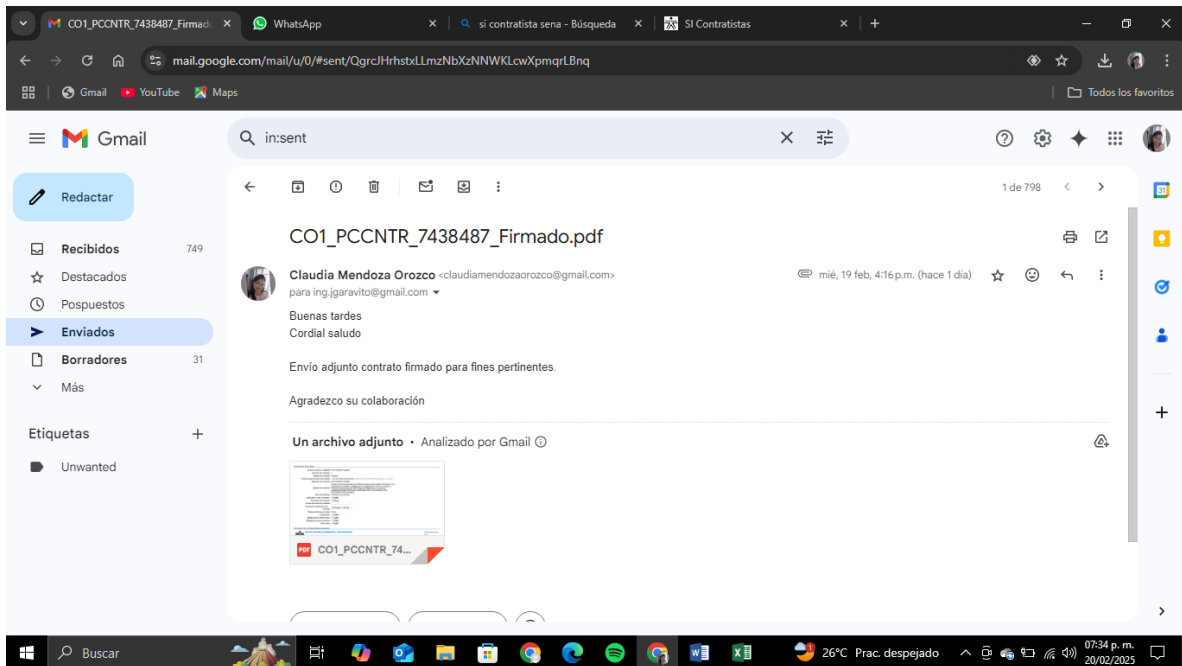 CO1_PCCNTR_7438487_Firmado
WhatsApp
si contratista sena - Búsqueda
SI Contratistas
mail.google.com/mail/u/0/#sent/QgrcJHrhstxLLmzNbXzNNWKLcwXpmqrLBnq
Gmail
YouTube
Maps
Todos los favoritos
Gmail
in:sent
Redactar
1 de 798
31
CO1_PCCNTR_7438487_Firmado.pdf
Recibidos 749
Destacados
Pospuestos
Enviados
Borradores 31
Más
Etiquetas
Unwanted
Claudia Mendoza Orozco <claudiamendozaorozco@gmail.com>
mié, 19 feb, 4:16 p.m. (hace 1 día)
para ing.jgaravito@gmail.com
Buenas tardes
Cordial saludo
Envío adjunto contrato firmado para fines pertinentes.
Agradezco su colaboración
Un archivo adjunto • Analizado por Gmail
PDF CO1_PCCNTR_74...
Buscar
26°C Prac. despejado
07:34 p. m.
20/02/2025